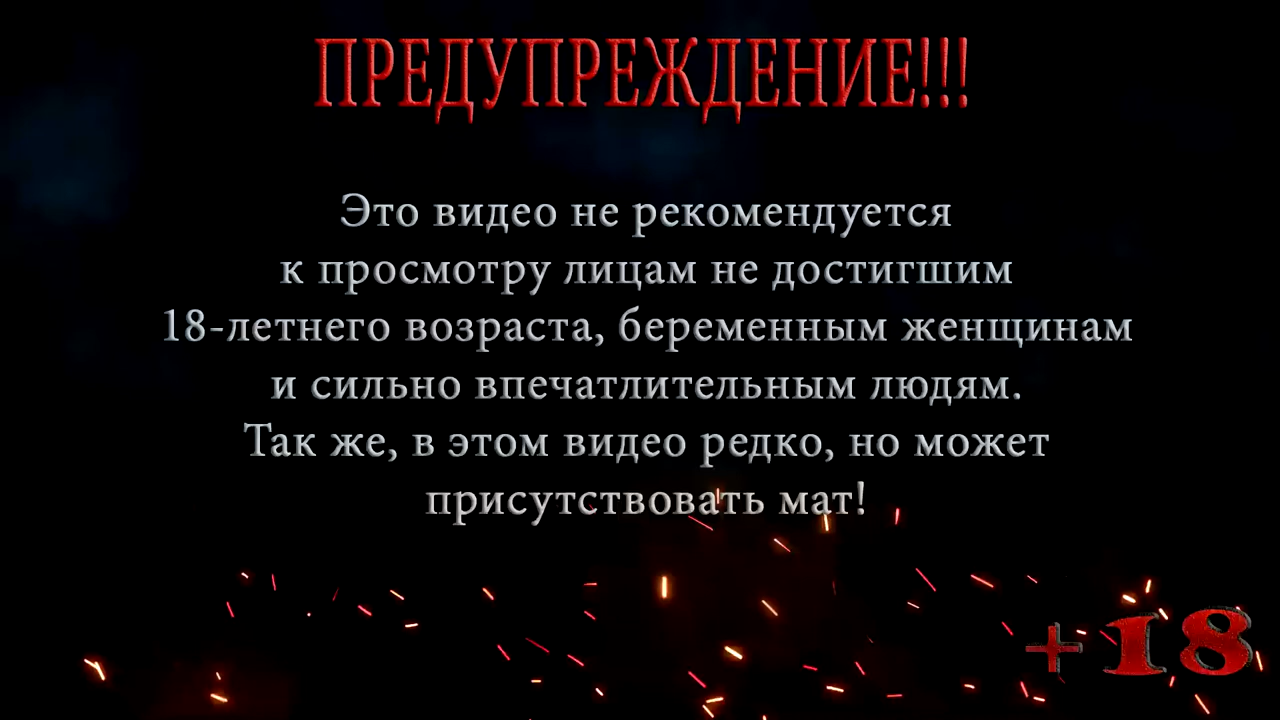 ПРЕДУПРЕЖДЕНИЕ!!!
Это видео не рекомендуется
к просмотру лицам не достигшим
18-летнего возраста, беременным женщинам
и сильно впечатлительным людям.
Так же, в этом видео редко, но может
присутствовать мат!
+18